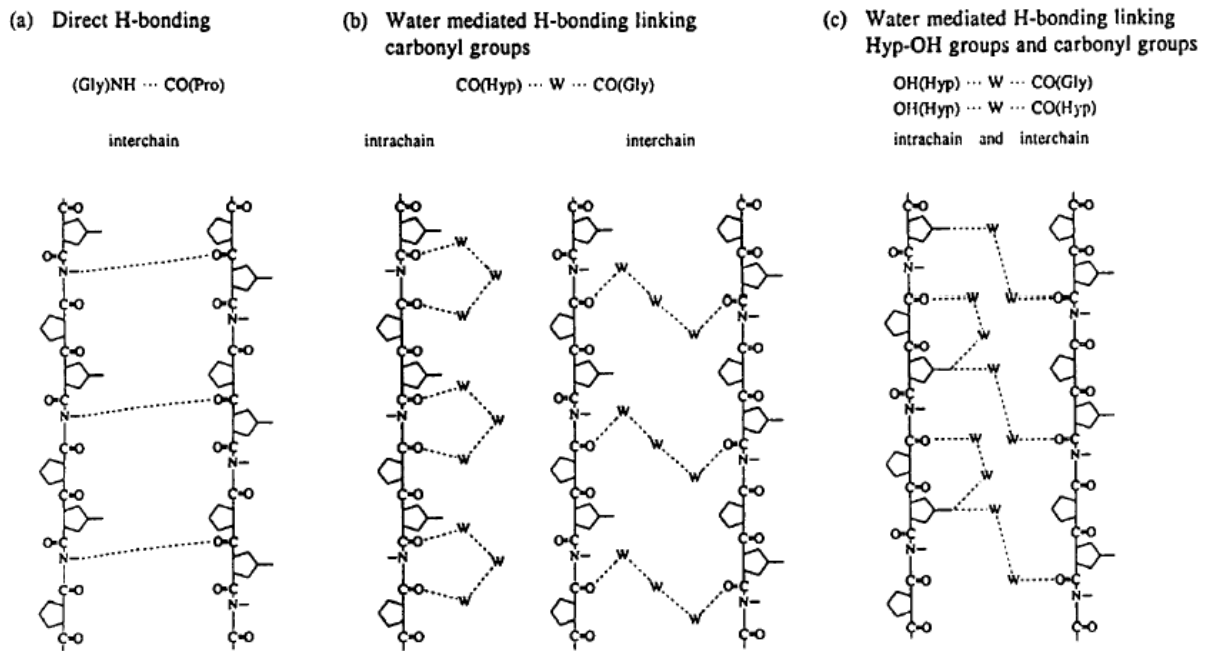 (a) Direct H-bonding
(Gly)NH ··· CO(Pro)
interchain
(b) Water mediated H-bonding linking
carbonyl groups
CO(Hyp) ··· W ··· CO(Gly)
intrachain interchain
(c) Water mediated H-bonding linking
Hyp-OH groups and carbonyl groups
OH(Hyp) ··· W ··· CO(Gly)
OH(Hyp) ··· W ··· CO(Hyp)
intrachain and interchain
C=O C=O C=O C=O C=O C=O C=O
W
W
O=C O=C C=O O=C C=O O=C C=O
N N W N W N
C=O C=O C=O C=O W O=C C=O W W O=C
N W W N N
W W
C=O C=O C=O C=O C=O C=O C=O
W
W
O=C O=C C=O O=C C=O O=C C=O
N N W N W N
C=O C=O C=O C=O W O=C C=O W W O=C
N W W N N
W W
C=O C=O C=O C=O C=O C=O C=O
W
W
O=C O=C C=O O=C C=O O=C C=O
N N W N W N
C=O C=O C=O C=O W O=C C=O W O=C
N W W N N
C=O C=O C=O C=O C=O C=O C=O